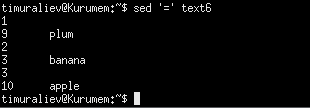 timuraliev@Kurumem:~$ sed '=' text6
1
9 plum
2
3 banana
3
10 apple
timuraliev@Kurumem:~$